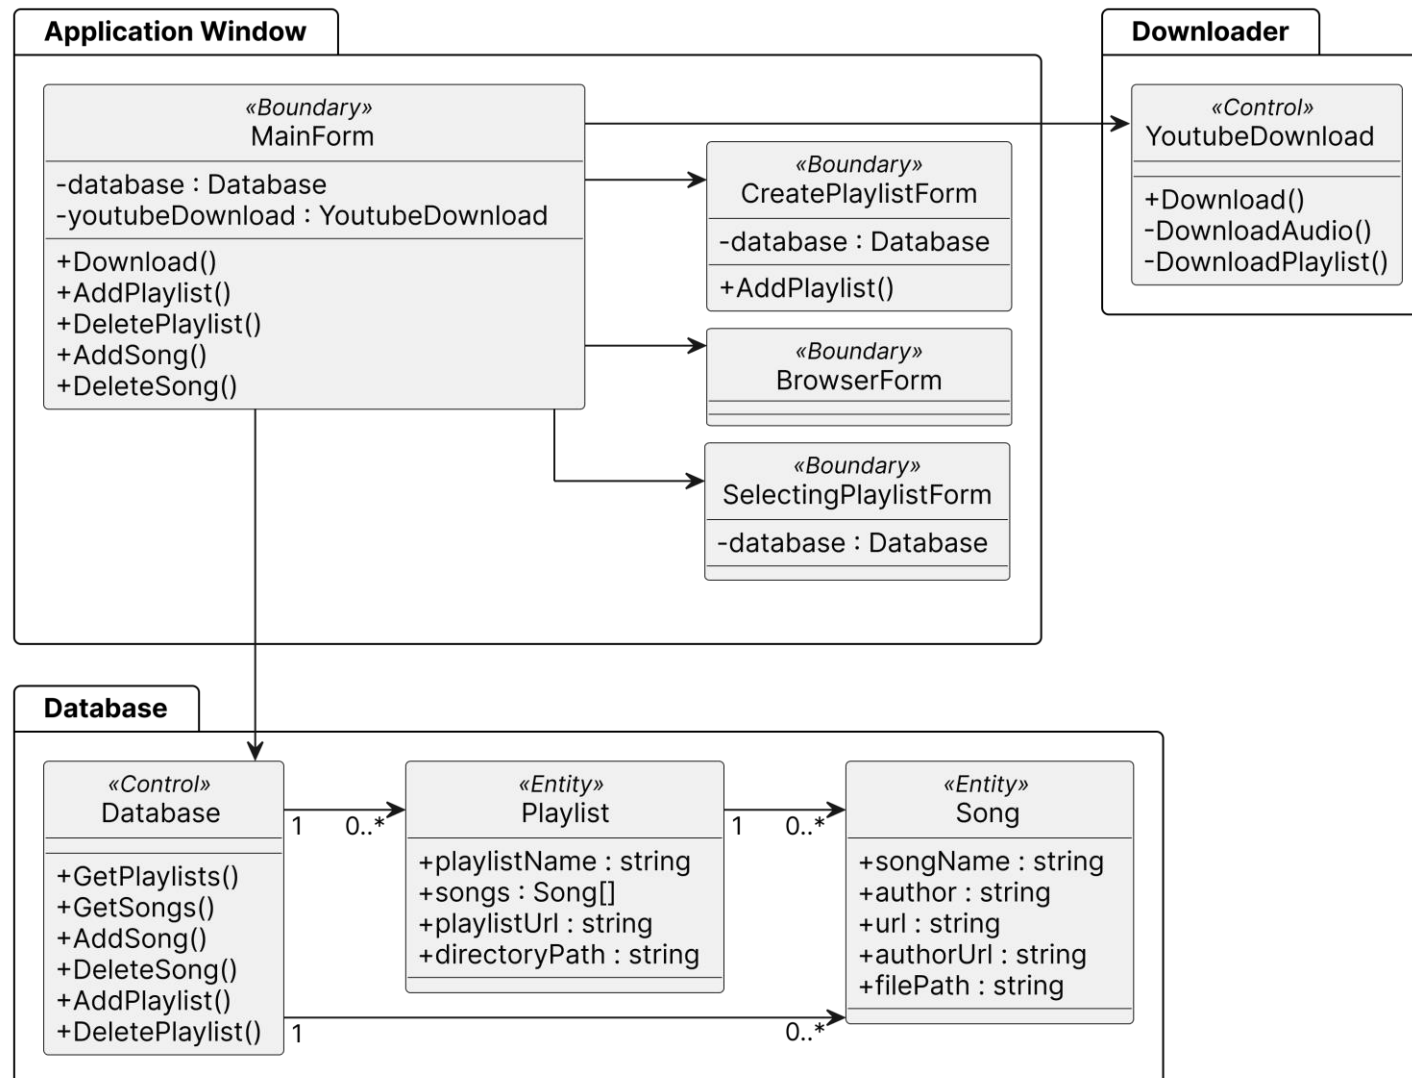 Application Window
«Boundary»
MainForm
-database : Database
-youtubeDownload : YoutubeDownload
+Download()
+AddPlaylist()
+DeletePlaylist()
+AddSong()
+DeleteSong()
«Boundary»
CreatePlaylistForm
-database : Database
+AddPlaylist()
«Boundary»
BrowserForm
«Boundary»
SelectingPlaylistForm
-database : Database
Downloader
«Control»
YoutubeDownload
+Download()
-DownloadAudio()
-DownloadPlaylist()
Database
«Control»
Database
+GetPlaylists()
+GetSongs()
+AddSong()
+DeleteSong()
+AddPlaylist()
+DeletePlaylist()
1
0..*
«Entity»
Playlist
+playlistName : string
+songs : Song[]
+playlistUrl : string
+directoryPath : string
1
0..*
«Entity»
Song
+songName : string
+author : string
+url : string
+authorUrl : string
+filePath : string
1
0..*